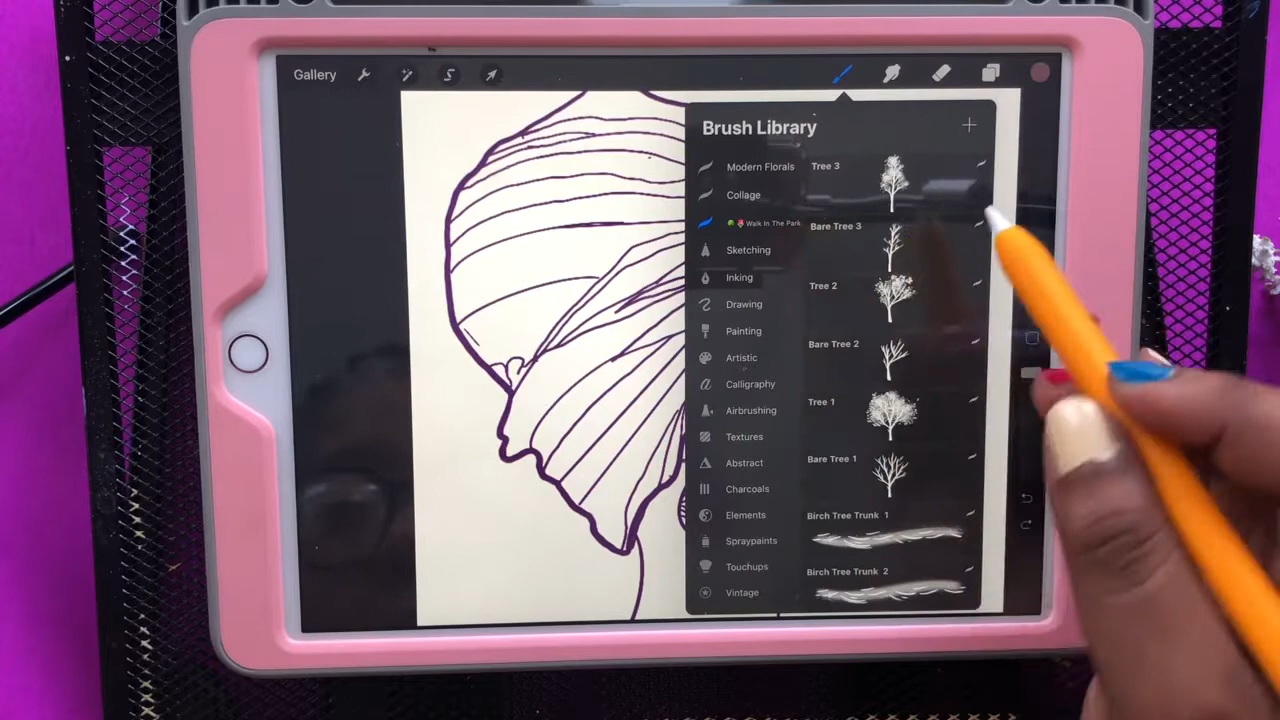 Gallery
Brush Library
Modern Florals
Collage
Walk In The Park
Sketching
Inking
Drawing
Painting
Artistic
Calligraphy
Airbrushing
Textures
Abstract
Charcoals
Elements
Spraypaints
Touchups
Vintage
Tree 3
Bare Tree 3
Tree 2
Bare Tree 2
Tree 1
Bare Tree 1
Birch Tree Trunk 1
Birch Tree Trunk 2